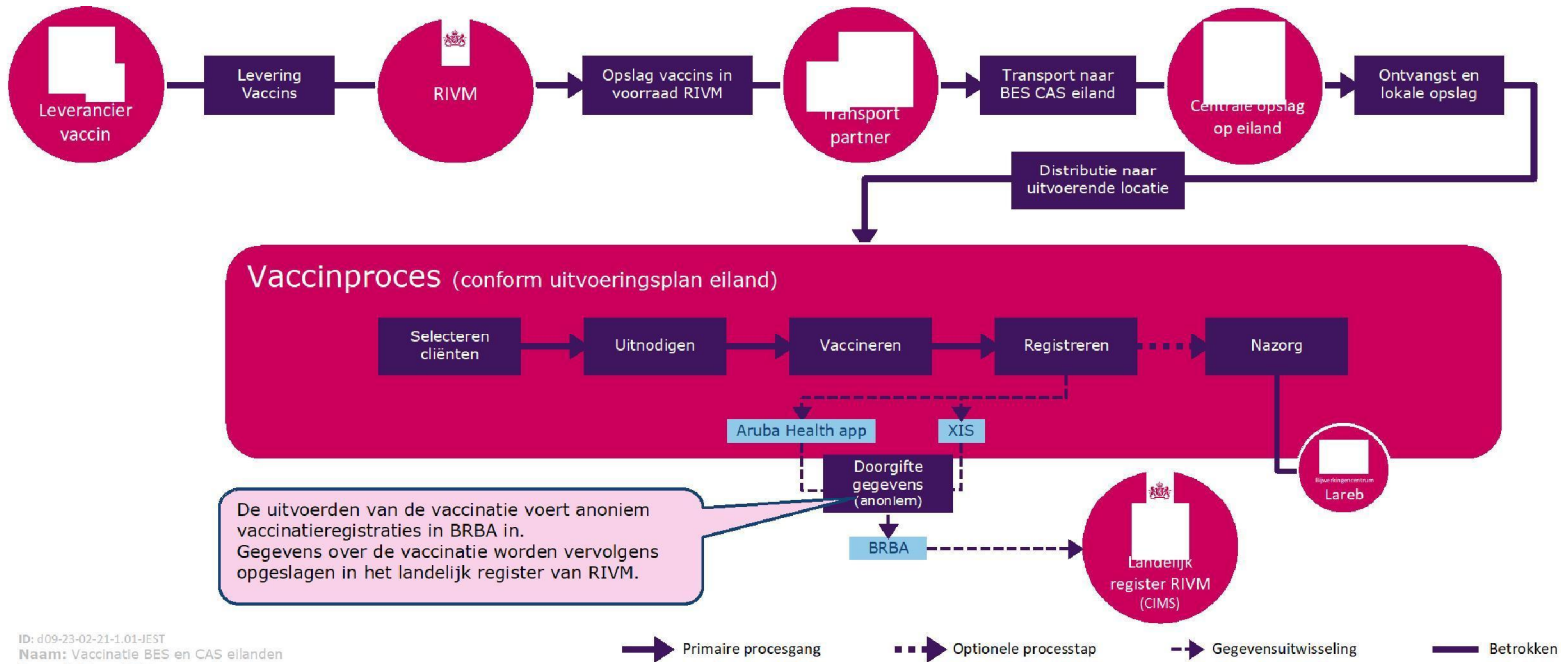 Leverancier
vaccin
Levering
Vaccins
RIVM
Opslag vaccins in
voorraad RIVM
Transport
partner
Transport naar
BES CAS eiland
Centrale opslag
op eiland
Ontvangst en
lokale opslag
Distributie naar
uitvoerende locatie
Vaccinproces (conform uitvoeringsplan eiland)
Selecteren
cliënten
Uitnodigen
Vaccineren
Registreren
Nazorg
Aruba Health app
XIS
Doorgifte
gegevens
(anoniem)
Bijwerkingencentrum
Lareb
De uitvoerden van de vaccinatie voert anoniem
vaccinatieregistraties in BRBA in.
Gegevens over de vaccinatie worden vervolgens
opgeslagen in het landelijk register van RIVM.
BRBA
Landelijk
register RIVM
(CIMS)
ID: d09-23-02-21-1.01-JEST
Naam: Vaccinatie BES en CAS eilanden
Primaire procesgang
Optionele processtap
Gegevensuitwisseling
Betrokken